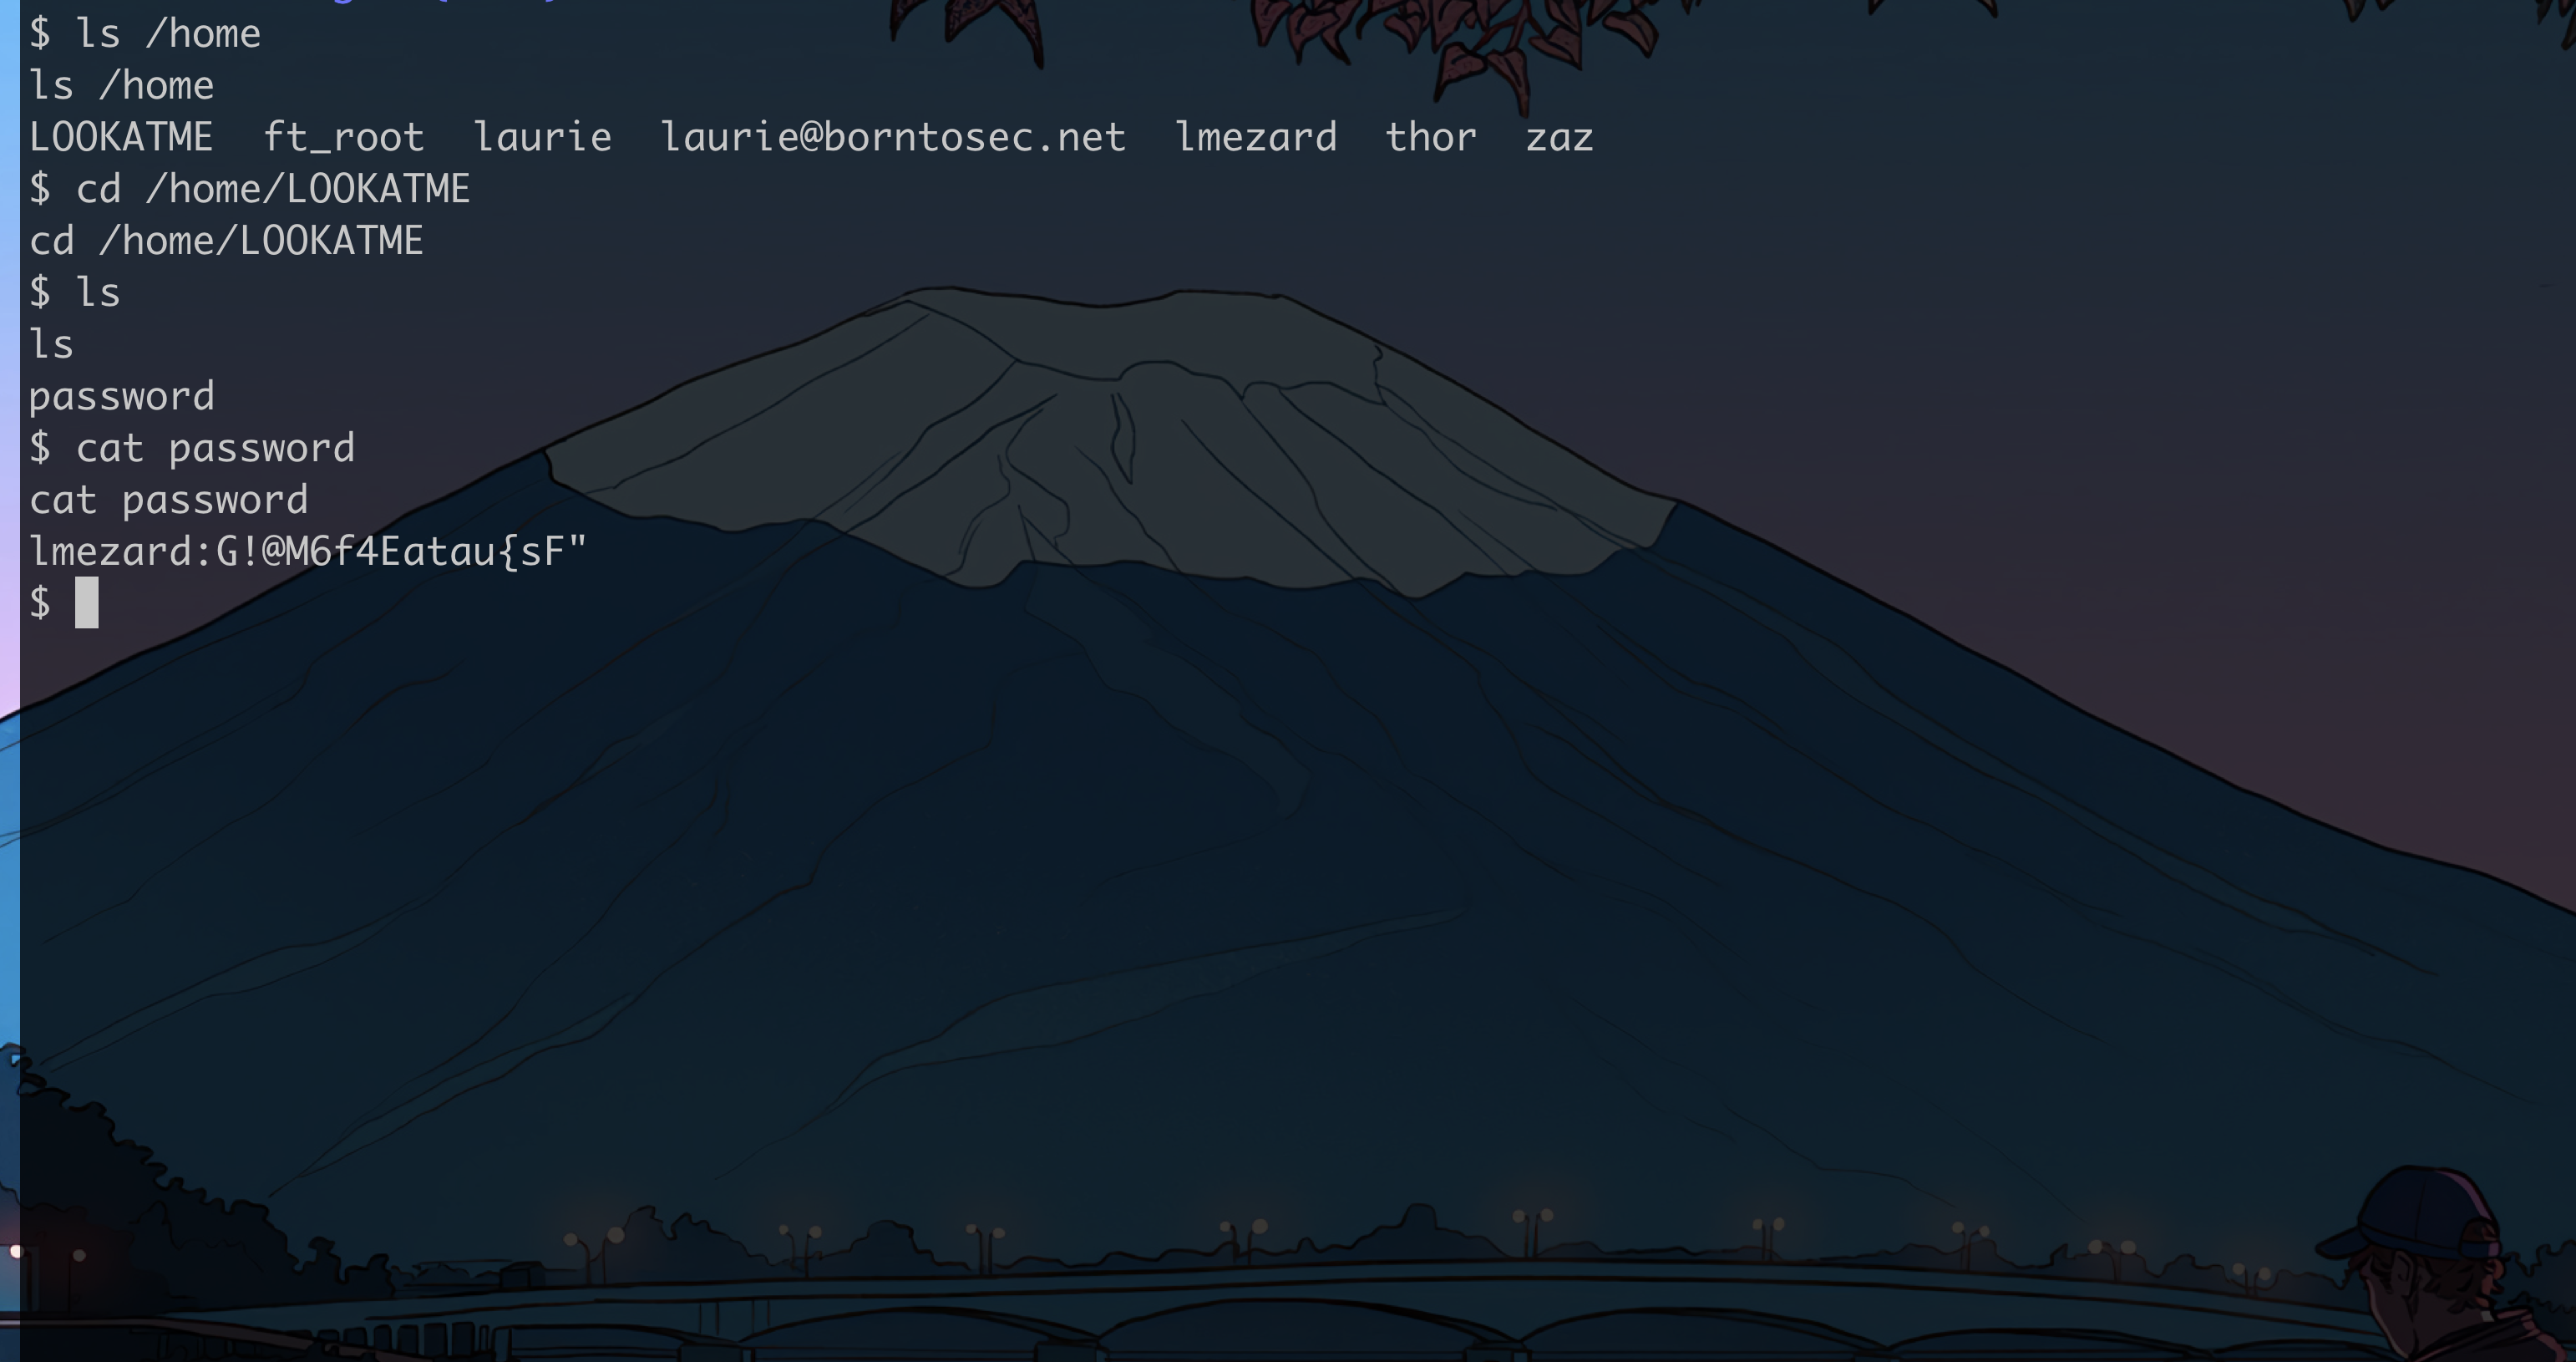 $ ls /home
ls /home
LOOKATME  ft_root  laurie  laurie@borntosec.net  lmezard  thor  zaz
$ cd /home/LOOKATME
cd /home/LOOKATME
$ ls
ls
password
$ cat password
cat password
lmezard:G!@M6f4Eatau{sF"
$